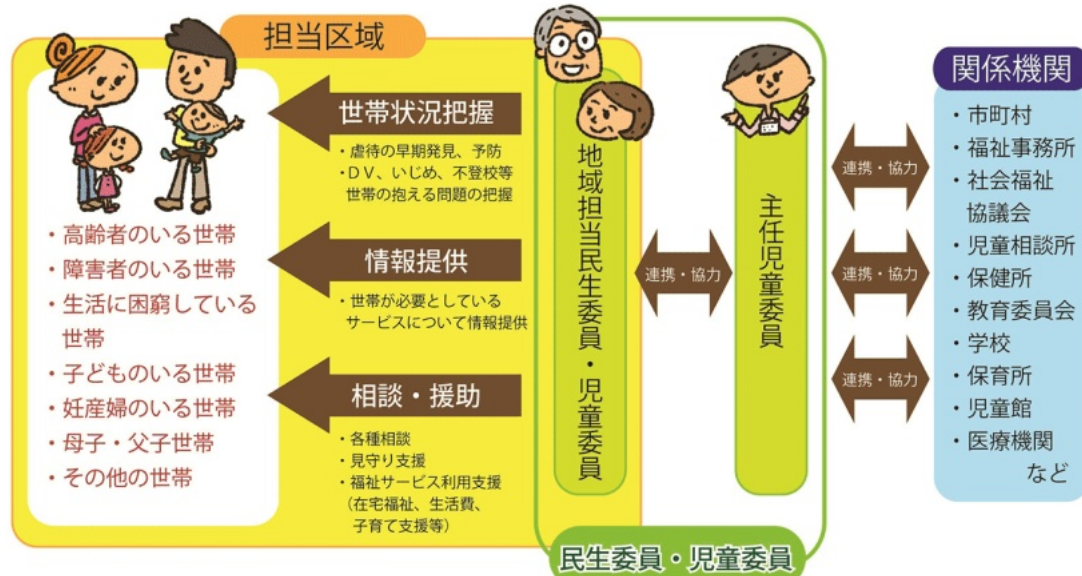 担当区域
・高齢者のいる世帯
・障害者のいる世帯
・生活に困窮している
世帯
・子どものいる世帯
・妊産婦のいる世帯
・母子・父子世帯
・その他の世帯
世帯状況把握
・虐待の早期発見、予防
・DV、いじめ、不登校等
世帯の抱える問題の把握
情報提供
・世帯が必要としている
サービスについて情報提供
相談・援助
・各種相談
・見守り支援
・福祉サービス利用支援
(在宅福祉、生活費、
子育て支援等)
地域担当民生委員・児童委員
連携・協力
主任児童委員
民生委員・児童委員
連携・協力
連携・協力
連携・協力
関係機関
・市町村
・福祉事務所
・社会福祉
協議会
・児童相談所
・保健所
・教育委員会
・学校
・保育所
・児童館
・医療機関
など